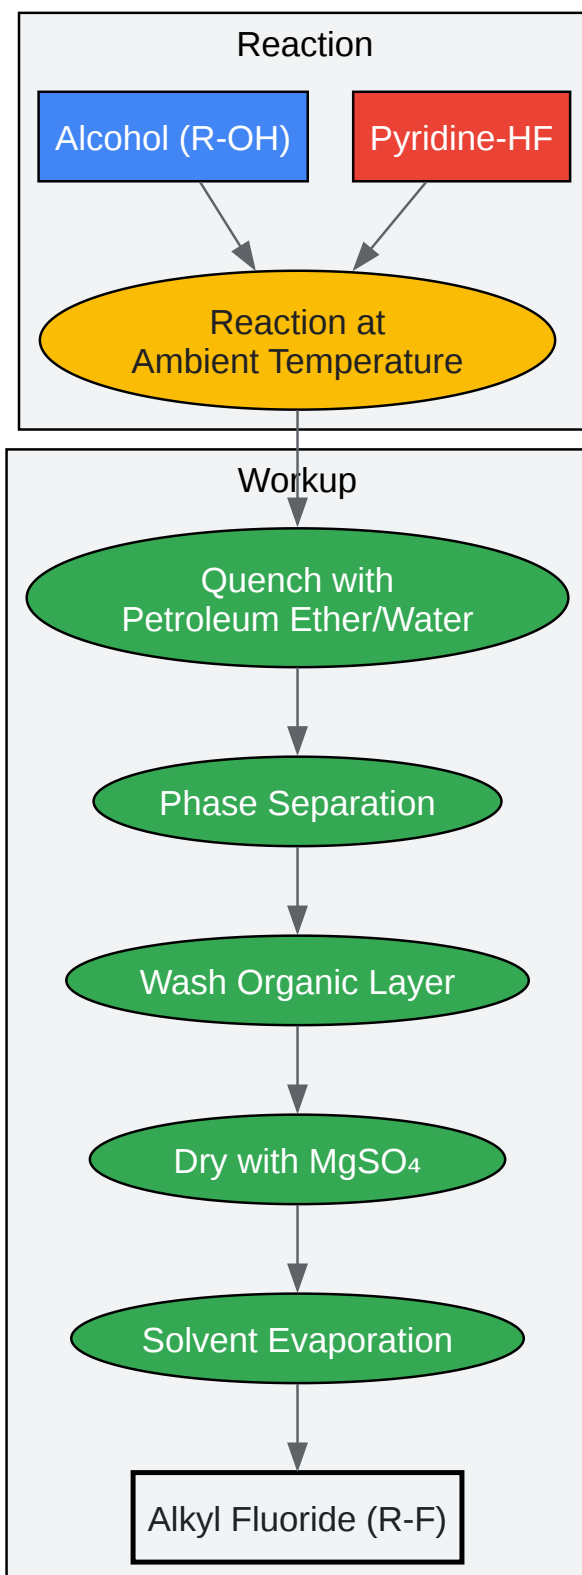 Reaction
Alcohol (R-OH)
Pyridine-HF
Reaction at
Ambient Temperature
Workup
Quench with
Petroleum Ether/Water
Phase Separation
Wash Organic Layer
Dry with MgSO₄
Solvent Evaporation
Alkyl Fluoride (R-F)